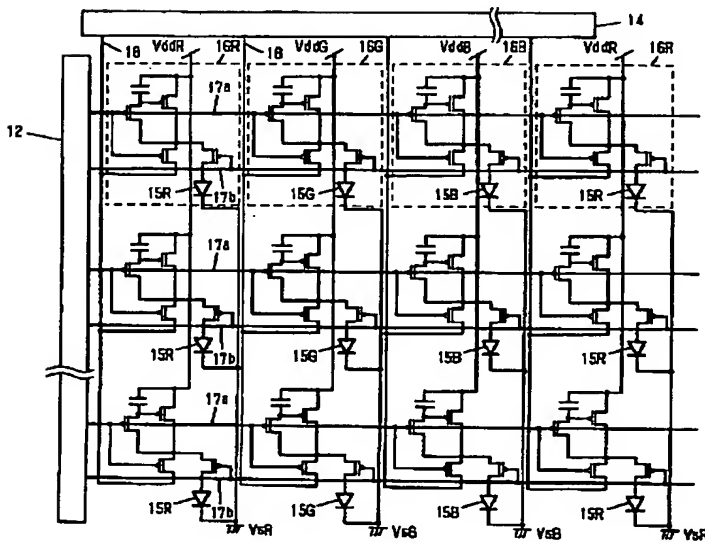 14
18 VddR 16R 18 VddG 16G VddB 16B VddR 16R
12
17a
15R 17b 15G 15B 15R
17a
15R 17b 15G 15B 15R
17a
15R 17b 15G 15B 15R
VsR VsG VsB VsR